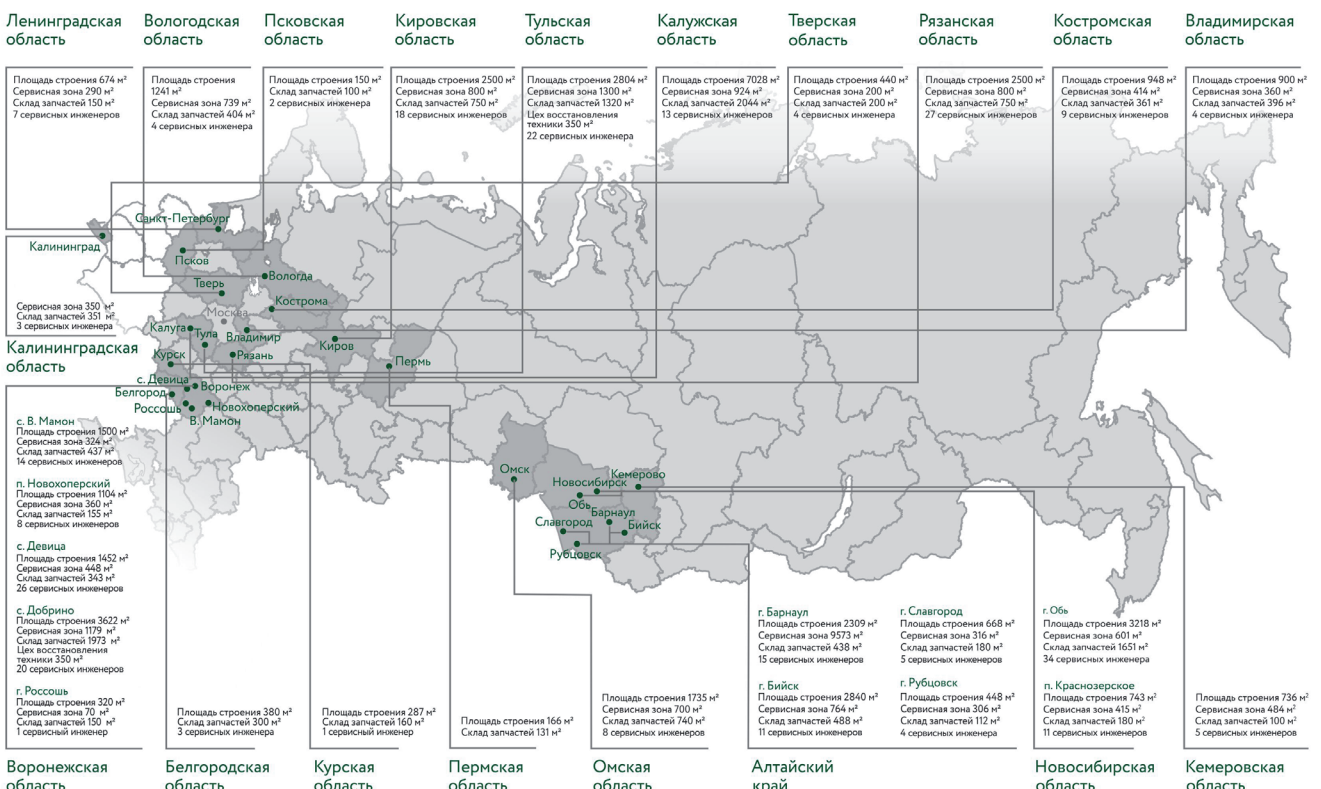 Ленинградская
область
Вологодская
область
Псковская
область
Кировская
область
Тульская
область
Калужская
область
Тверская
область
Рязанская
область
Костромская
область
Владимирская
область
Площадь строения 674 м²
Сервисная зона 290 м²
Склад запчастей 150 м²
7 сервисных инженеров
Площадь строения
1241 м²
Сервисная зона 739 м²
Склад запчастей 404 м²
4 сервисных инженера
Площадь строения 150 м²
Склад запчастей 100 м²
2 сервисных инженера
Площадь строения 2500 м²
Сервисная зона 800 м²
Склад запчастей 750 м²
18 сервисных инженеров
Площадь строения 2804 м²
Сервисная зона 1300 м²
Склад запчастей 1320 м²
Цех восстановления
техники 350 м²
22 сервисных инженера
Площадь строения 7028 м²
Сервисная зона 924 м²
Склад запчастей 2044 м²
13 сервисных инженеров
Площадь строения 440 м²
Сервисная зона 200 м²
Склад запчастей 200 м²
4 сервисных инженера
Площадь строения 2500 м²
Сервисная зона 800 м²
Склад запчастей 750 м²
27 сервисных инженеров
Площадь строения 948 м²
Сервисная зона 414 м²
Склад запчастей 361 м²
9 сервисных инженеров
Площадь строения 900 м²
Сервисная зона 360 м²
Склад запчастей 396 м²
4 сервисных инженера
Санкт-Петербург
Калининград
Псков
Вологда
Тверь
Кострома
Москва
Калуга
Тула
Владимир
Киров
Курск
Рязань
Пермь
с. Девица
Воронеж
Белгород
Россошь
Новохоперский
В. Мамон
Сервисная зона 350 м²
Склад запчастей 351 м²
3 сервисных инженера
Калининградская
область
Омск
Новосибирск
Кемерово
Обь
Барнаул
Славгород
Бийск
Рубцовск
с. В. Мамон
Площадь строения 1500 м²
Сервисная зона 324 м²
Склад запчастей 437 м²
14 сервисных инженеров
п. Новохоперский
Площадь строения 1104 м²
Сервисная зона 360 м²
Склад запчастей 155 м²
8 сервисных инженеров
с. Девица
Площадь строения 1452 м²
Сервисная зона 448 м²
Склад запчастей 343 м²
26 сервисных инженеров
с. Добрино
Площадь строения 3622 м²
Сервисная зона 1179 м²
Склад запчастей 1973 м²
Цех восстановления
техники 350 м²
20 сервисных инженеров
г. Россошь
Площадь строения 320 м²
Сервисная зона 70 м²
Склад запчастей 150 м²
1 сервисный инженер
Площадь строения 380 м²
Склад запчастей 300 м²
3 сервисных инженера
Площадь строения 287 м²
Склад запчастей 160 м²
1 сервисный инженер
Площадь строения 166 м²
Склад запчастей 131 м²
Площадь строения 1735 м²
Сервисная зона 700 м²
Склад запчастей 740 м²
8 сервисных инженеров
г. Барнаул
Площадь строения 2309 м²
Сервисная зона 9573 м²
Склад запчастей 438 м²
15 сервисных инженеров
г. Бийск
Площадь строения 2840 м²
Сервисная зона 764 м²
Склад запчастей 488 м²
11 сервисных инженеров
г. Славгород
Площадь строения 668 м²
Сервисная зона 316 м²
Склад запчастей 180 м²
5 сервисных инженеров
г. Рубцовск
Площадь строения 448 м²
Сервисная зона 306 м²
Склад запчастей 112 м²
4 сервисных инженера
г. Обь
Площадь строения 3218 м²
Сервисная зона 601 м²
Склад запчастей 1651 м²
34 сервисных инженера
п. Краснозерское
Площадь строения 743 м²
Сервисная зона 415 м²
Склад запчастей 180 м²
11 сервисных инженеров
Площадь строения 736 м²
Сервисная зона 484 м²
Склад запчастей 100 м²
5 сервисных инженеров
Воронежская
область
Белгородская
область
Курская
область
Пермская
область
Омская
область
Алтайский
край
Новосибирская
область
Кемеровская
область